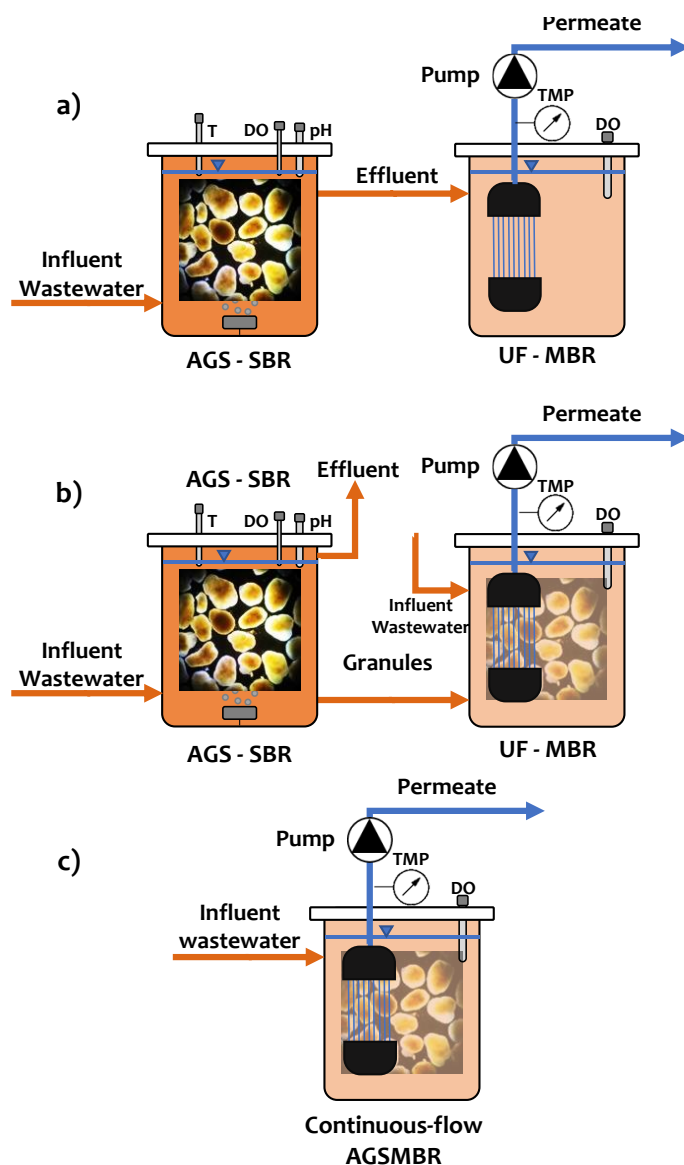 Permeate
Pump
a)
TMP
T
DO
pH
DO
Effluent
Influent
Wastewater
AGS - SBR
UF - MBR
Permeate
AGS - SBR
Effluent
Pump
b)
TMP
T
DO
pH
DO
Influent
Wastewater
Influent
Wastewater
Granules
AGS - SBR
UF - MBR
Permeate
Pump
c)
TMP
DO
Influent
wastewater
Continuous-flow
AGSMBR